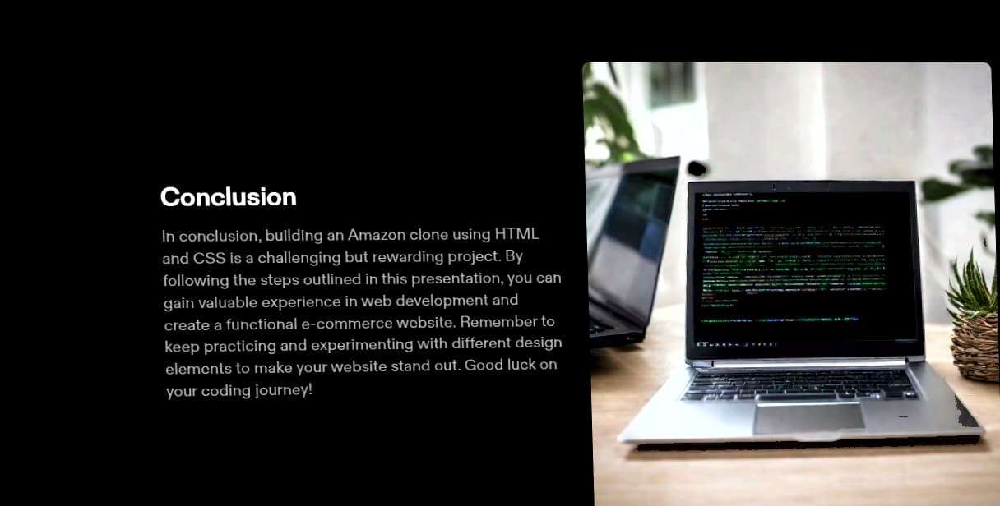 Conclusion
In conclusion, building an Amazon clone using HTML
and CSS is a challenging but rewarding project. By
following the steps outlined in this presentation, you can
gain valuable experience in web development and
create a functional e-commerce website. Remember to
keep practicing and experimenting with different design
elements to make your website stand out. Good luck on
your coding journey!